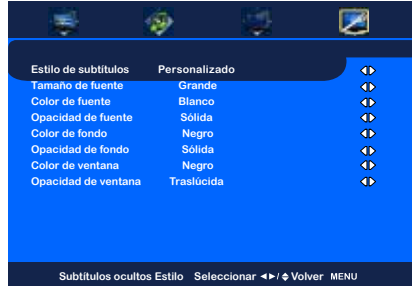 Estilo de subtítulos Personalizado
Tamaño de fuente Grande
Color de fuente Blanco
Opacidad de fuente Sólida
Color de fondo Negro
Opacidad de fondo Sólida
Color de ventana Negro
Opacidad de ventana Traslúcida
Subtítulos ocultos Estilo Seleccionar ◄►/◆ Volver MENU